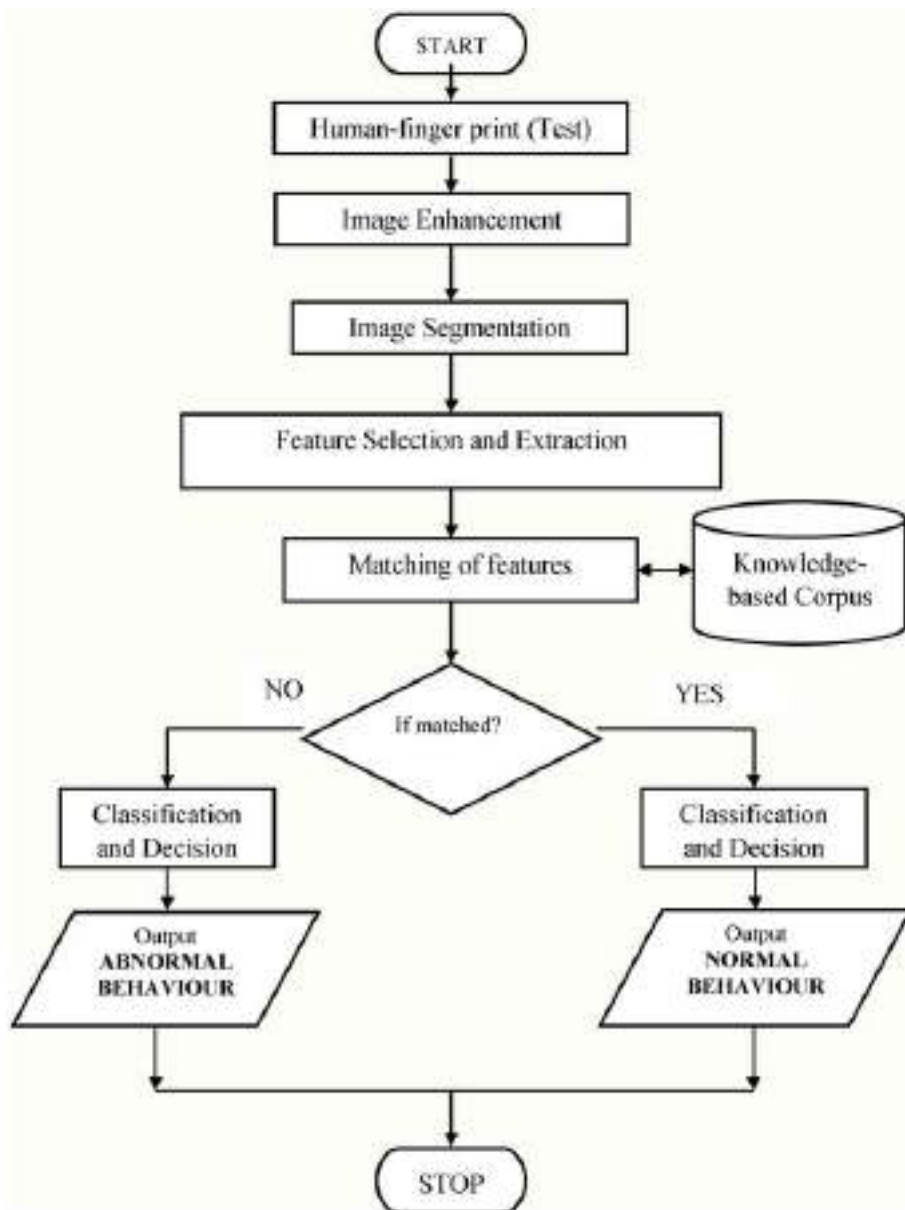 START
Human-finger print (Test)
Image Enhancement
Image Segmentation
Feature Selection and Extraction
Matching of features
Knowledge-
based Corpus
If matched?
NO
YES
Classification
and Decision
Classification
and Decision
Output
ABNORMAL
BEHAVIOUR
Output
NORMAL
BEHAVIOUR
STOP